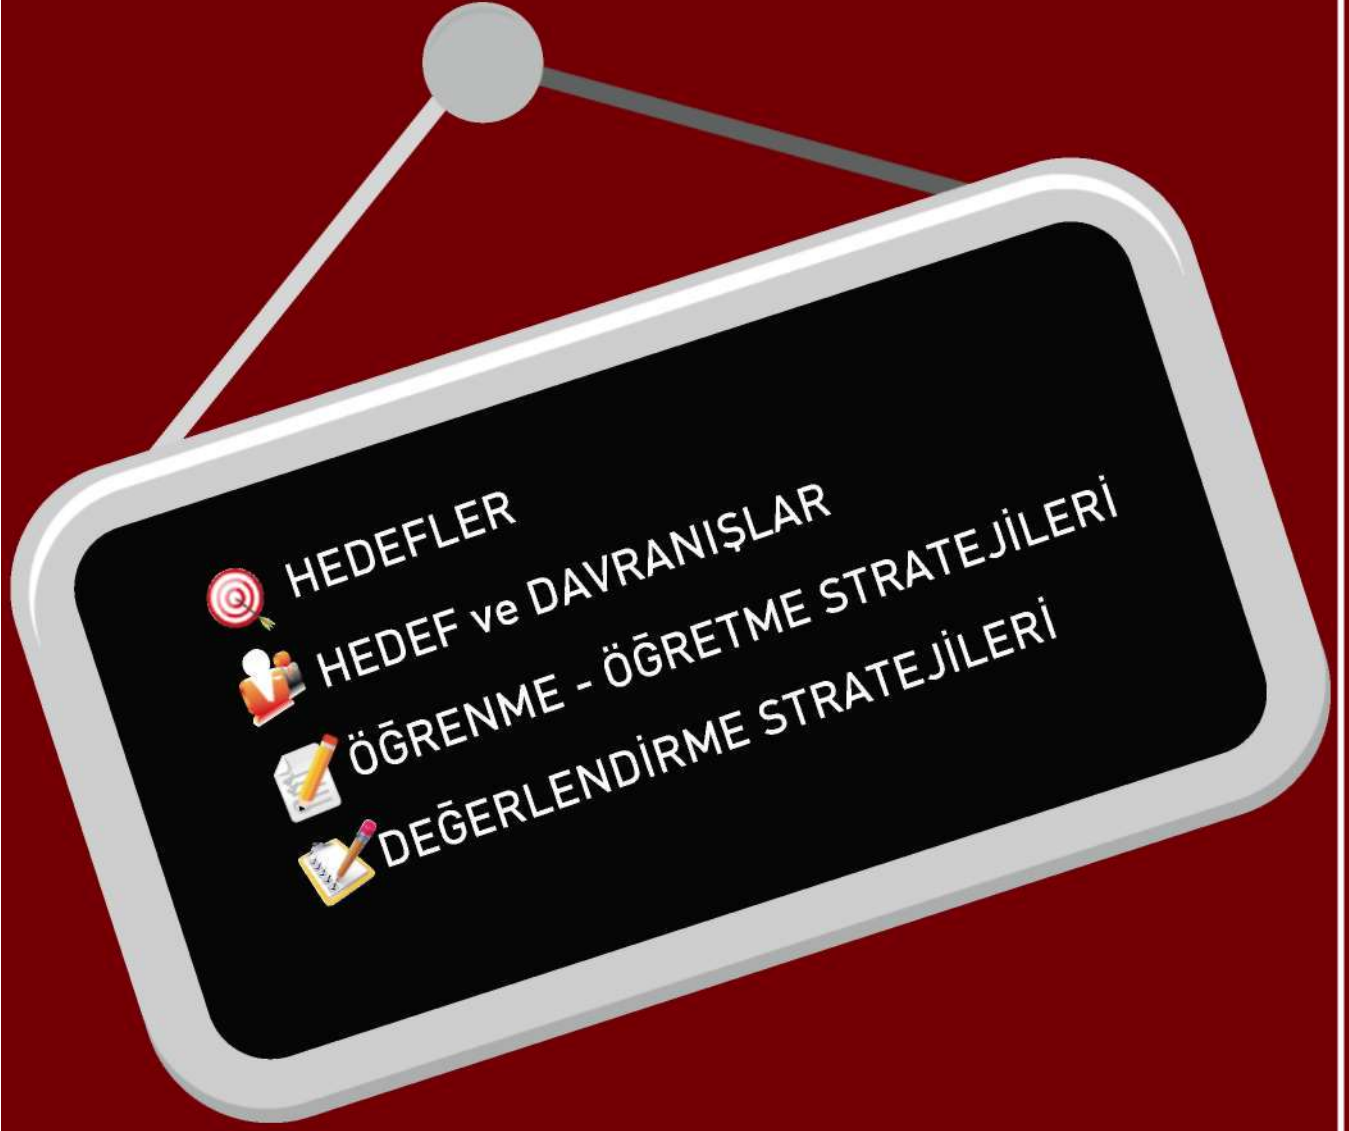 HEDEFLER
HEDEF ve DAVRANIŞLAR
ÖĞRENME - ÖĞRETME STRATEJİLERİ
DEĞERLENDİRME STRATEJİLERİ